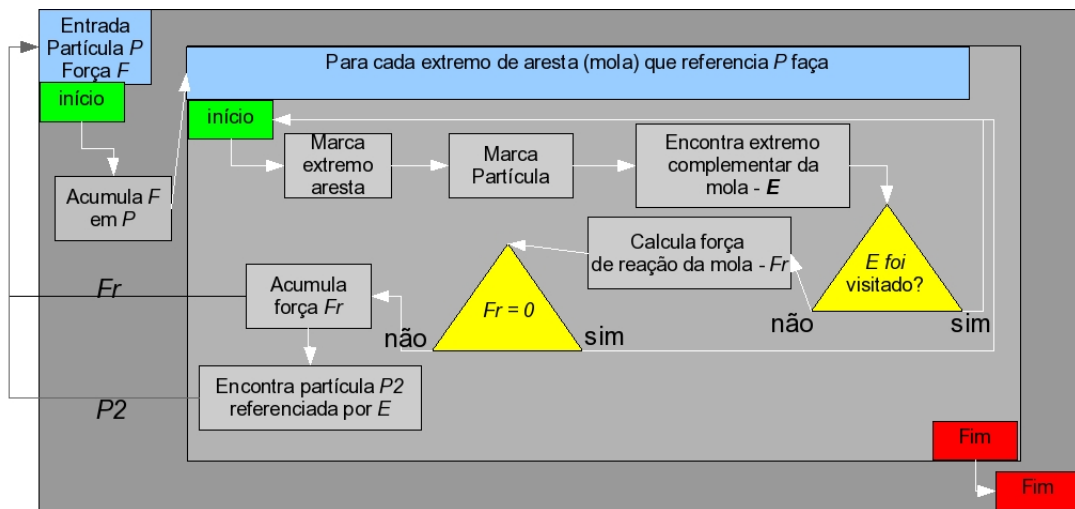 Entrada
Partícula P
Força F
início
Acumula F
em P
Para cada extremo de aresta (mola) que referencia P faça
início
Marca
extremo
aresta
Marca
Partícula
Encontra extremo
complementar da
mola - E
E foi
visitado?
não
sim
Calcula força
de reação da mola - Fr
Fr = 0
não
sim
Acumula
força Fr
Fr
Encontra partícula P2
referenciada por E
P2
Fim
Fim